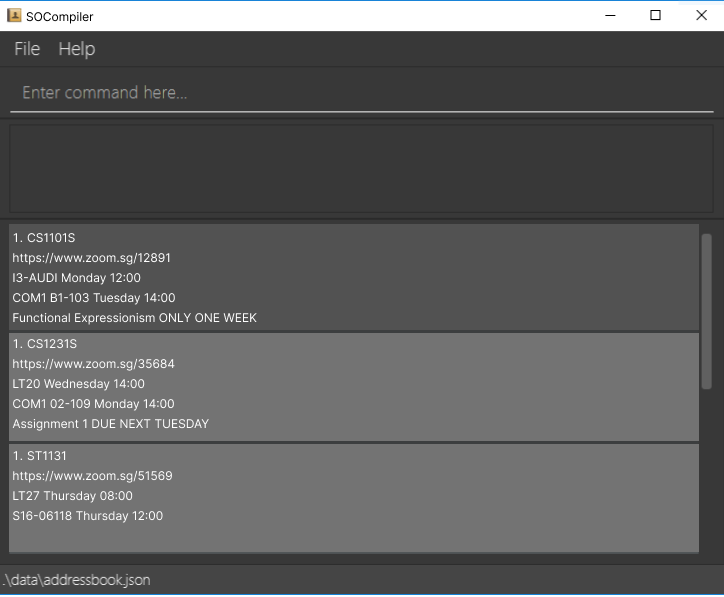 SOCompiler
File Help
Enter command here...
1. CS1101S
https://www.zoom.sg/12891
I3-AUDI Monday 12:00
COM1 B1-103 Tuesday 14:00
Functional Expressionism ONLY ONE WEEK
1. CS1231S
https://www.zoom.sg/35684
LT20 Wednesday 14:00
COM1 02-109 Monday 14:00
Assignment 1 DUE NEXT TUESDAY
1. ST1131
https://www.zoom.sg/51569
LT27 Thursday 08:00
S16-06118 Thursday 12:00
.\data\addressbook.json